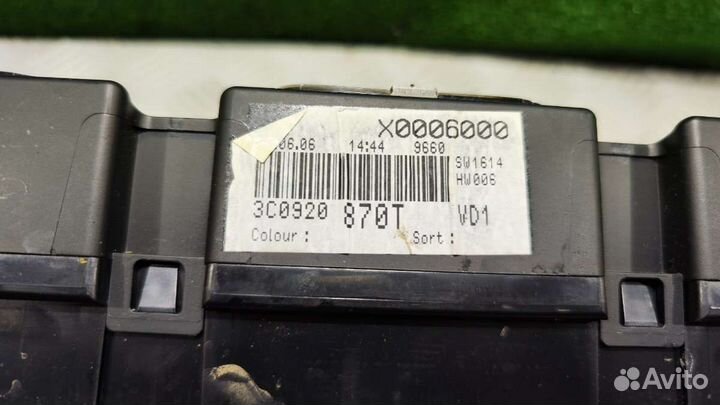 X0006000
.06.06 14:44 9660
SW1614
HW006
3C0920 870T VD1
Colour : Sort :
Avito